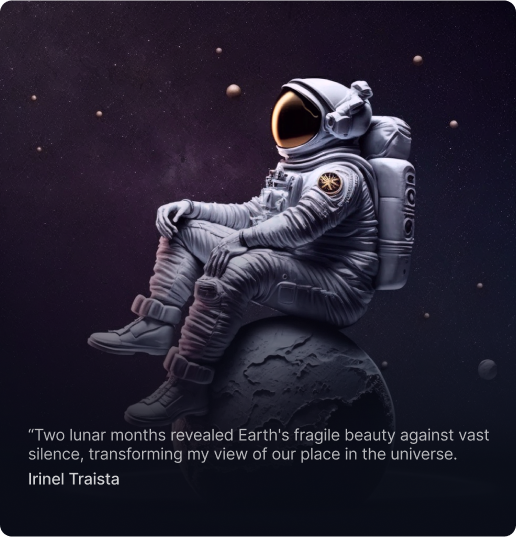 “Two lunar months revealed Earth's fragile beauty against vast
silence, transforming my view of our place in the universe.
Irinel Traista